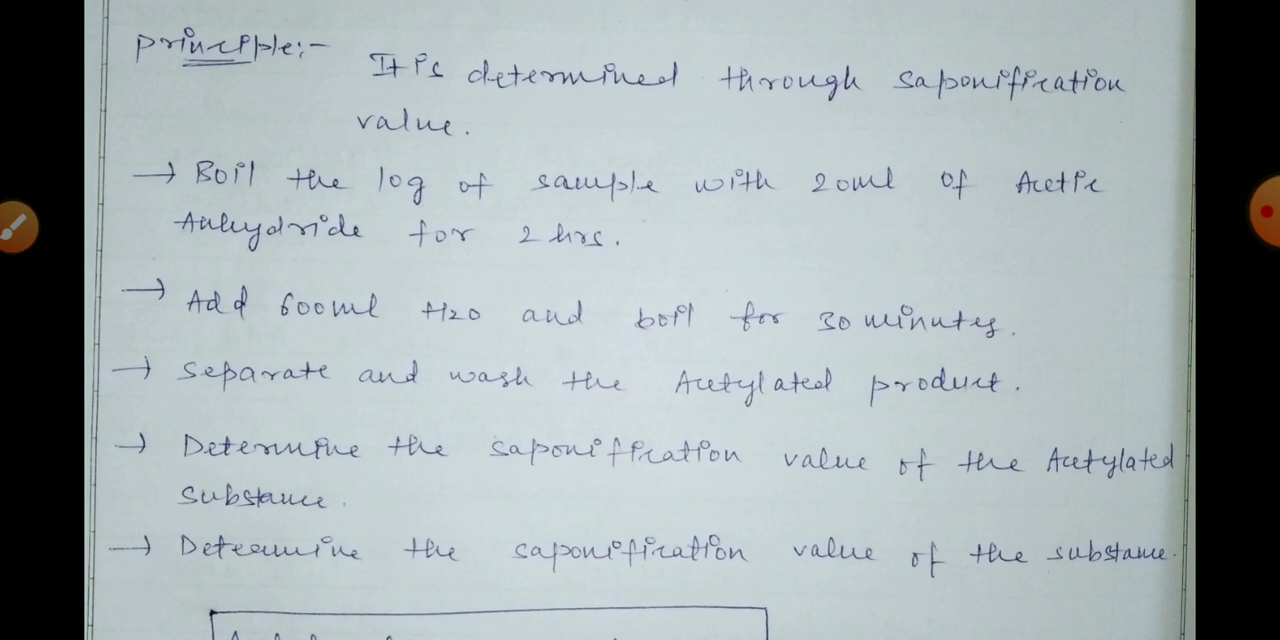 principle:-
It is determined through saponification
value.
→ Boil the 10g of sample with 20ml of Acetic
Anhydride for 2 hrs.
→ Add 600ml H2O and boil for 30 minutes.
→ Separate and wash the Acetylated product.
→ Determine the saponification value of the Acetylated
substance.
→ Determine the saponification value of the substance.